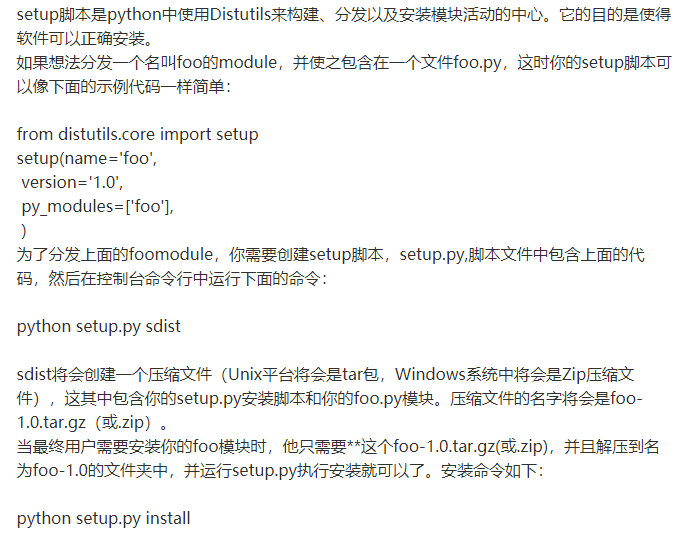 setup脚本是python中使用Distutils来构建、分发以及安装模块活动的中心。它的目的是使得
软件可以正确安装。
如果想法分发一个名叫foo的module，并使之包含在一个文件foo.py，这时你的setup脚本可
以像下面的示例代码一样简单：
from distutils.core import setup
setup(name='foo',
version='1.0',
py_modules=['foo'],
)
为了分发上面的foomodule，你需要创建setup脚本，setup.py,脚本文件中包含上面的代
码，然后在控制台命令行中运行下面的命令：
python setup.py sdist
sdist将会创建一个压缩文件（Unix平台将会是tar包，Windows系统中将会是Zip压缩文
件），这其中包含你的setup.py安装脚本和你的foo.py模块。压缩文件的名字将会是foo-
1.0.tar.gz（或.zip）。
当最终用户需要安装你的foo模块时，他只需要**这个foo-1.0.tar.gz(或.zip)，并且解压到名
为foo-1.0的文件夹中，并运行setup.py执行安装就可以了。安装命令如下：
python setup.py install